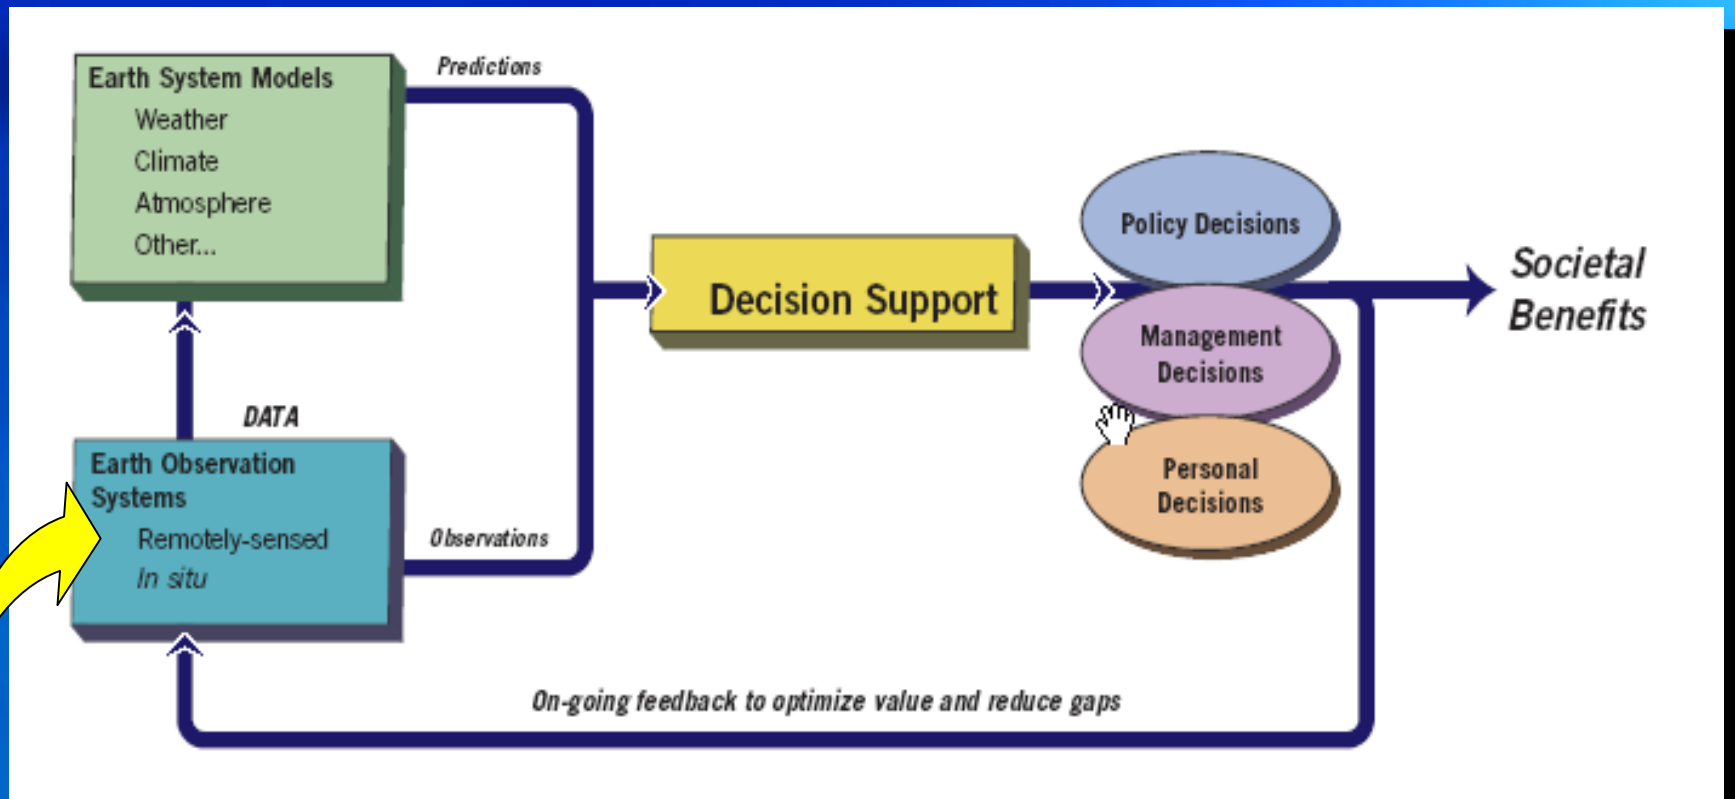 Earth System Models
Weather
Climate
Atmosphere
Other...
Predictions
DATA
Earth Observation
Systems
Remotely-sensed
In situ
Observations
Decision Support
Policy Decisions
Management
Decisions
Personal
Decisions
Societal
Benefits
On-going feedback to optimize value and reduce gaps